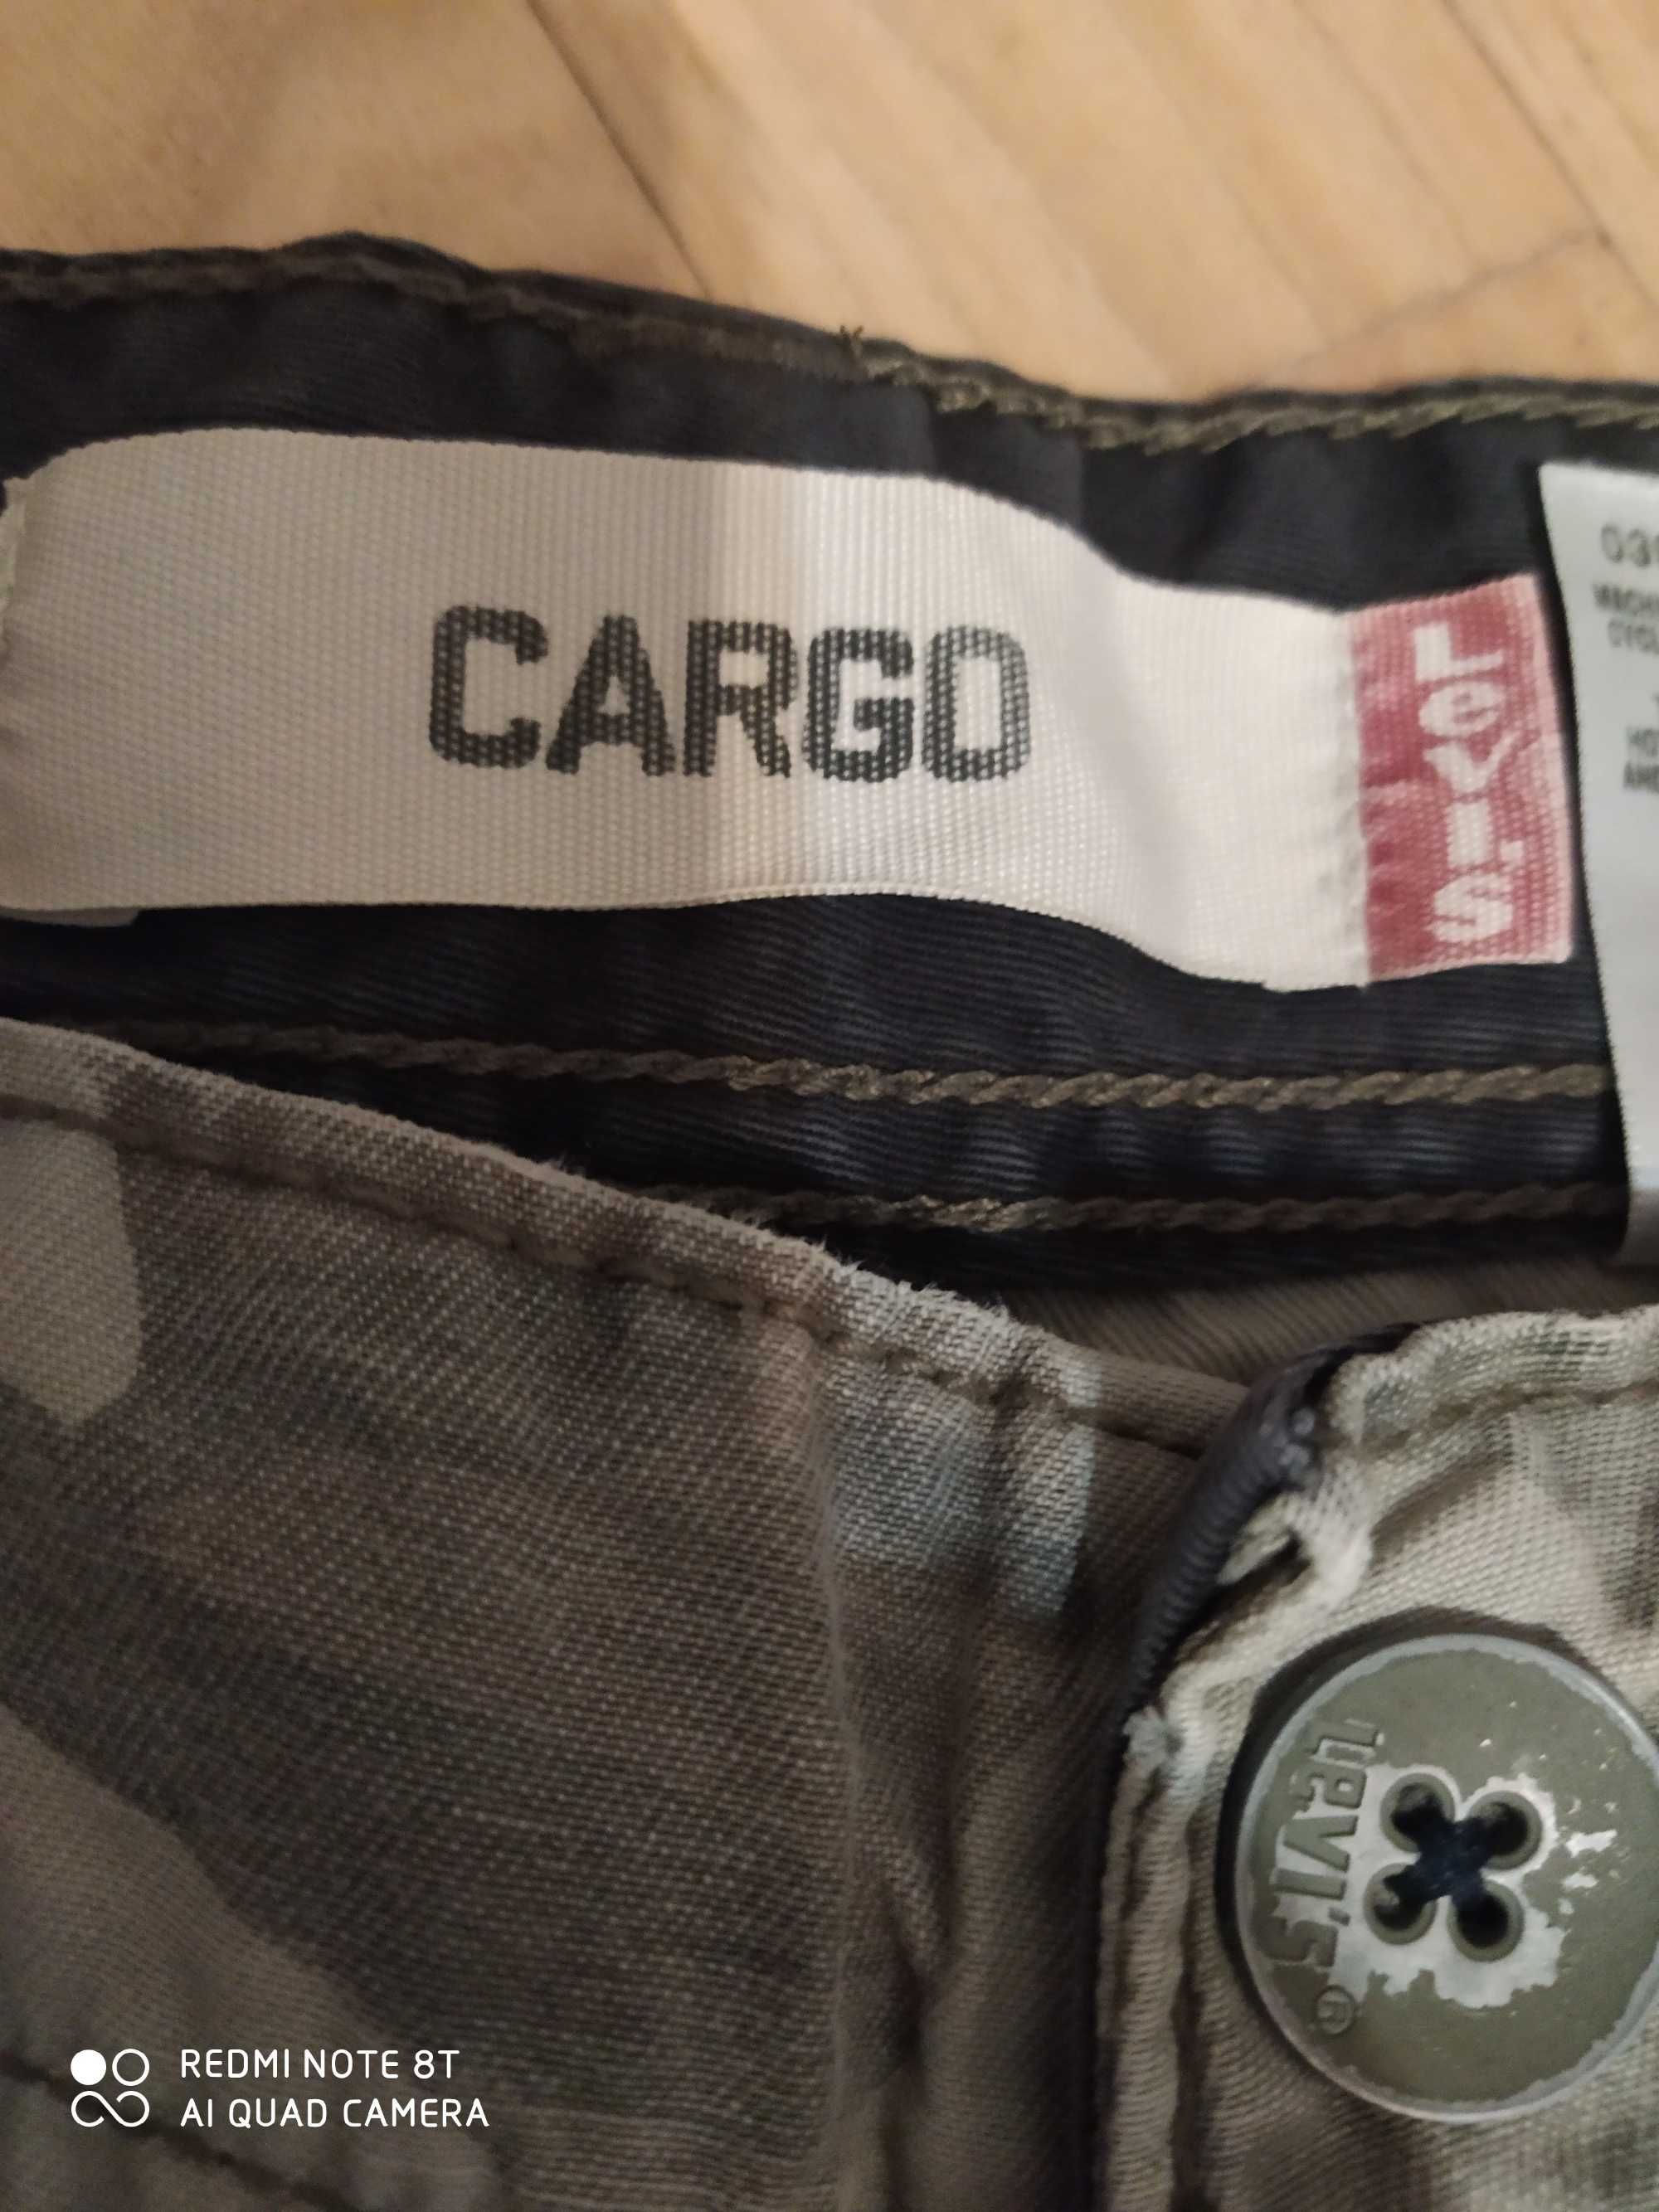 CARGO
Levi's
Levi's®
REDMI NOTE 8T
AI QUAD CAMERA